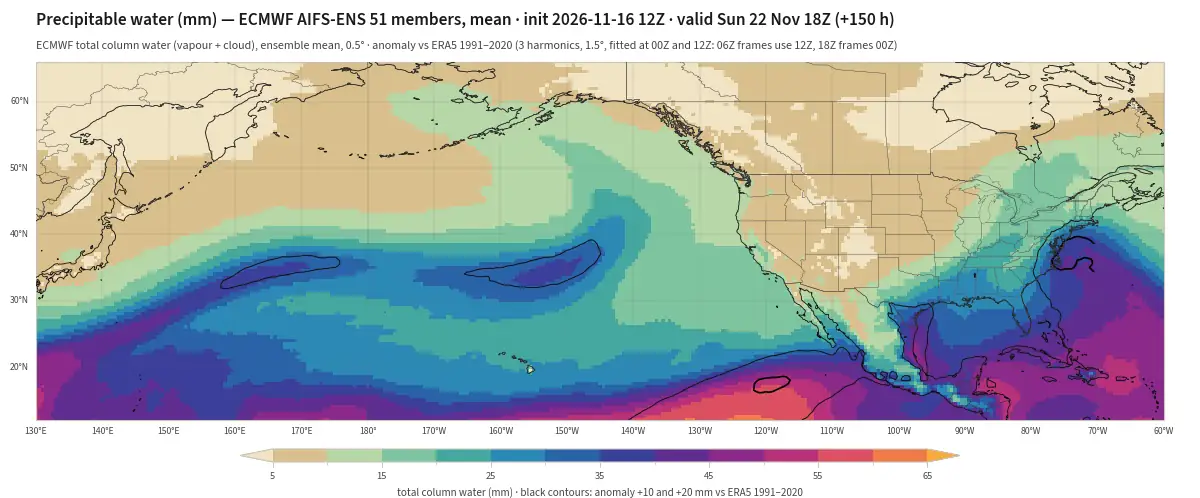 Precipitable water (mm) — ECMWF AIFS-ENS 51 members, mean · init 2026-11-16 12Z · valid Sun 22 Nov 18Z (+150 h)
ECMWF total column water (vapour + cloud), ensemble mean, 0.5° · anomaly vs ERA5 1991–2020 (3 harmonics, 1.5°, fitted at 00Z and 12Z: 06Z frames use 12Z, 18Z frames 00Z)
60°N
50°N
40°N
30°N
20°N
130°E 140°E 150°E 160°E 170°E 180° 170°W 160°W 150°W 140°W 130°W 120°W 110°W 100°W 90°W 80°W 70°W 60°W
5 15 25 35 45 55 65
total column water (mm) · black contours: anomaly +10 and +20 mm vs ERA5 1991–2020